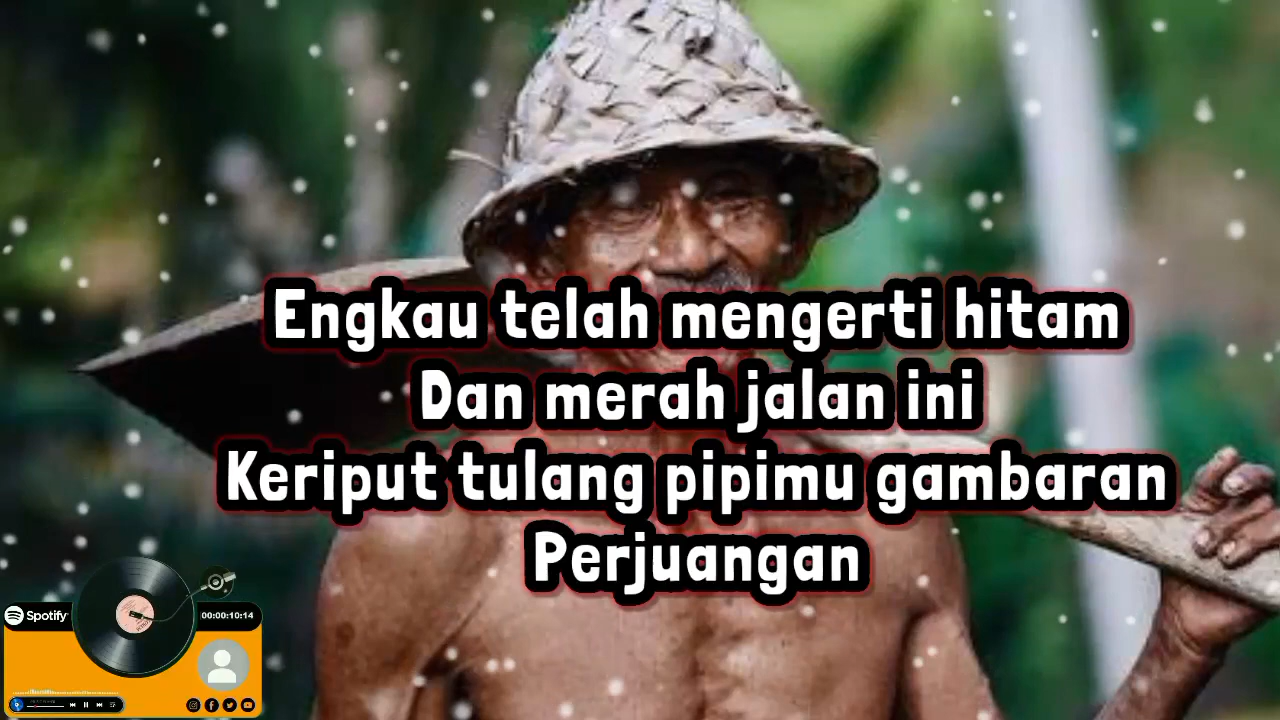 Engkau telah mengerti hitam
Dan merah jalan ini
Keriput tulang pipimu gambaran
Perjuangan
Spotify
00:00:10:14